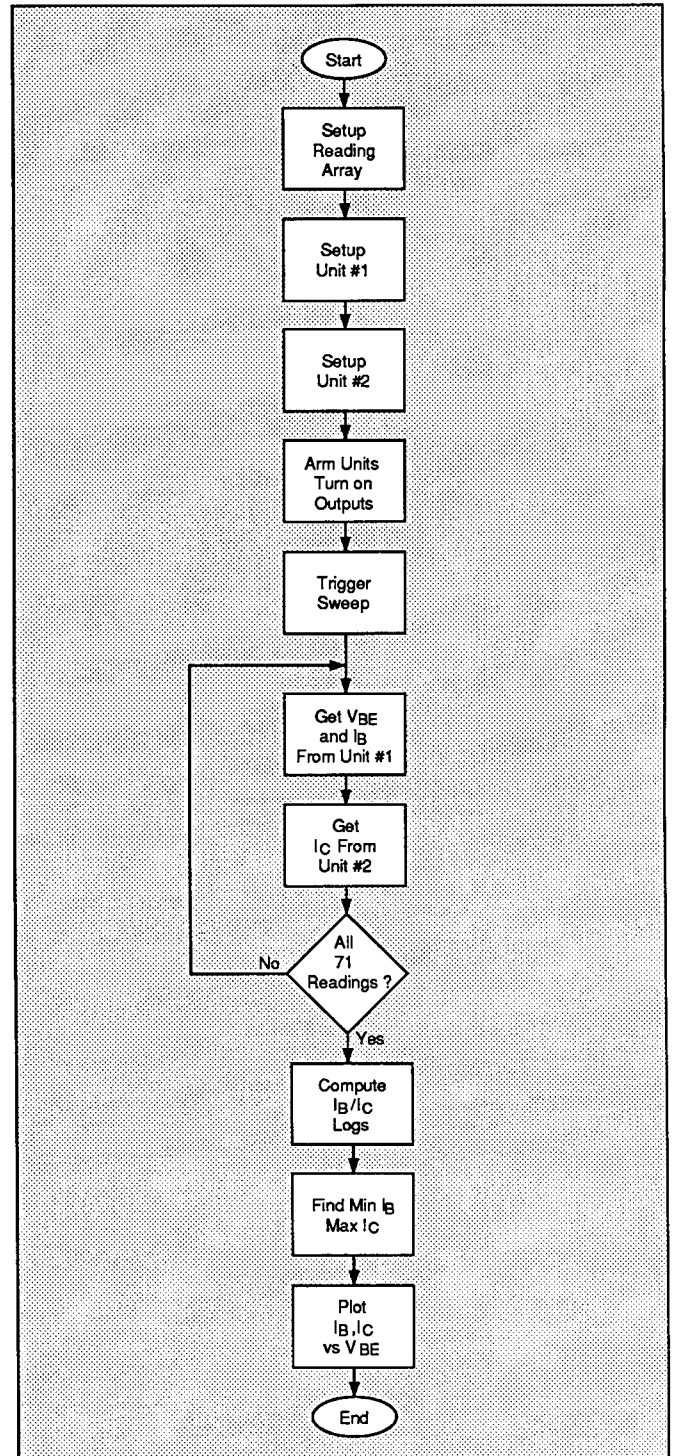 Start
Setup
Reading
Array
Setup
Unit #1
Setup
Unit #2
Arm Units
Turn on
Outputs
Trigger
Sweep
Get VBE
and IB
From Unit #1
Get
IC From
Unit #2
All
71
Readings ?
No
Yes
Compute
IB/IC
Logs
Find Min IB
Max IC
Plot
IB,IC
vs VBE
End